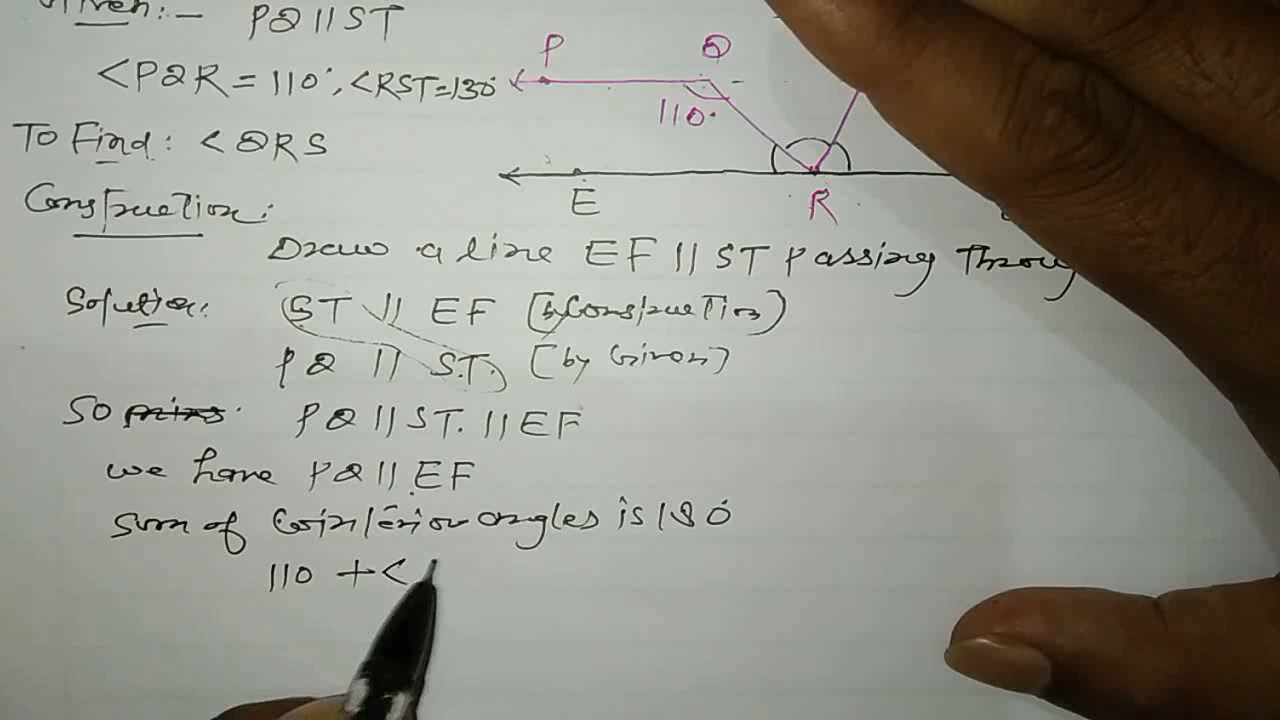 Given:-
PQ || ST
<PQR = 110°, <RST=130°
To Find: <QRS
Construction:
Draw a line EF || ST passing Throu
Solution: ST || EF (by Construction)
PQ || S.T. (by Given)
So PQ || ST. || EF
we have PQ || EF
sum of Cointerior angles is 180°
110 + <
P
Q
110°
E
R